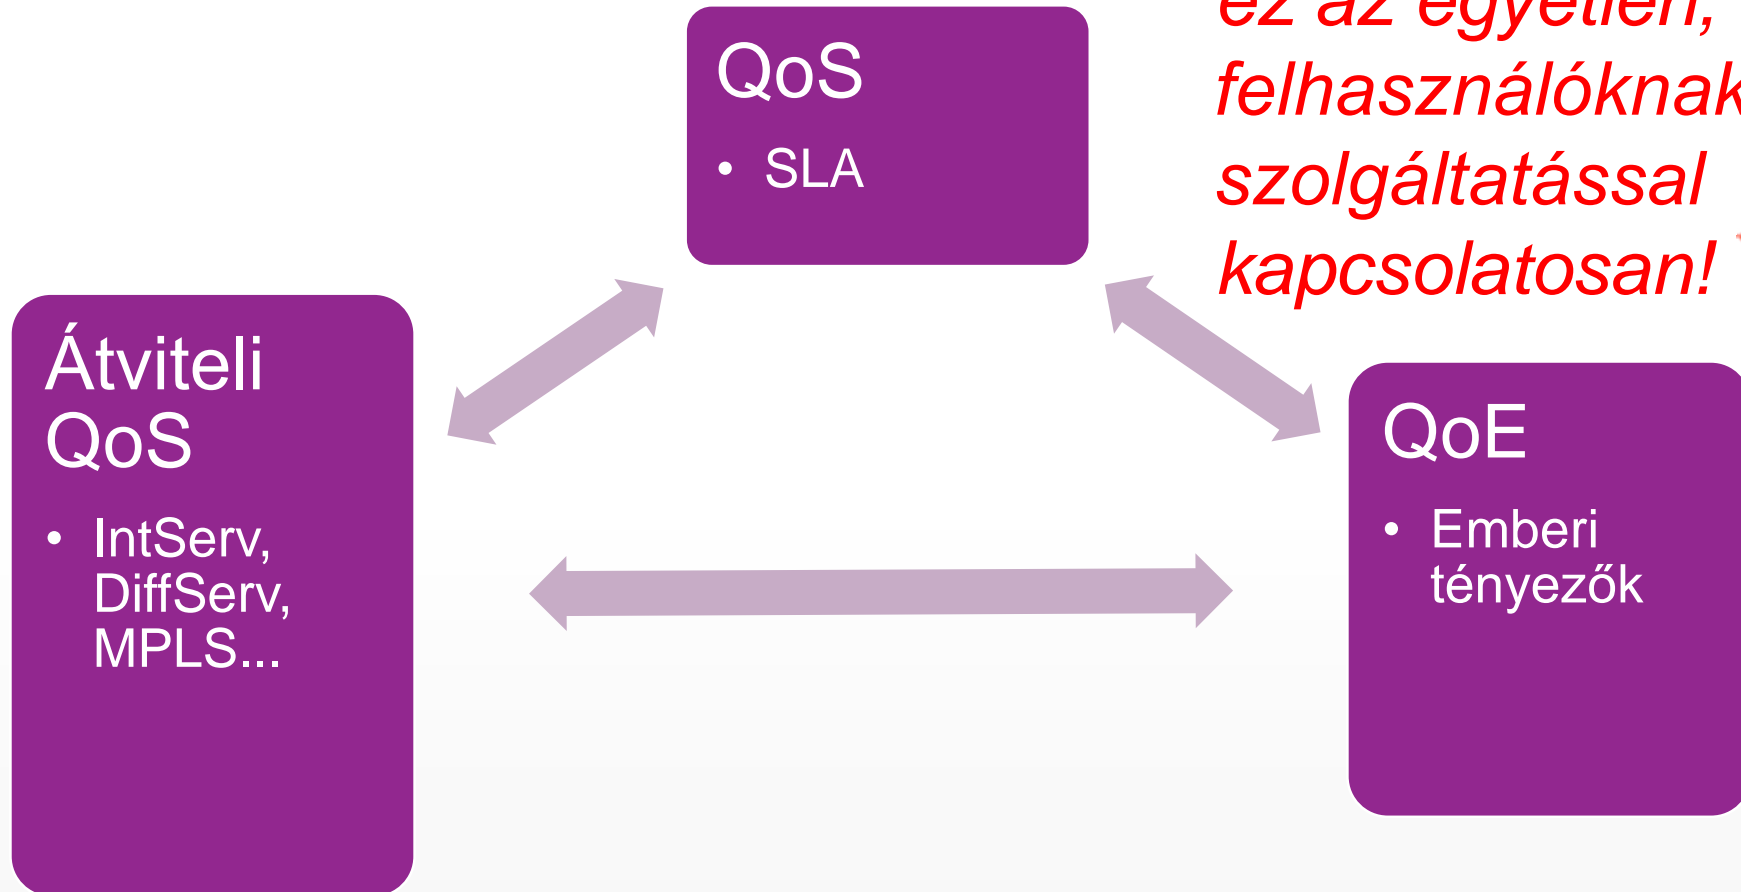 QoS
• SLA
ez az egyetlen,
felhasználóknak
szolgáltatással
kapcsolatosan!
Átviteli
QoS
• IntServ,
DiffServ,
MPLS...
QoE
• Emberi
tényezők